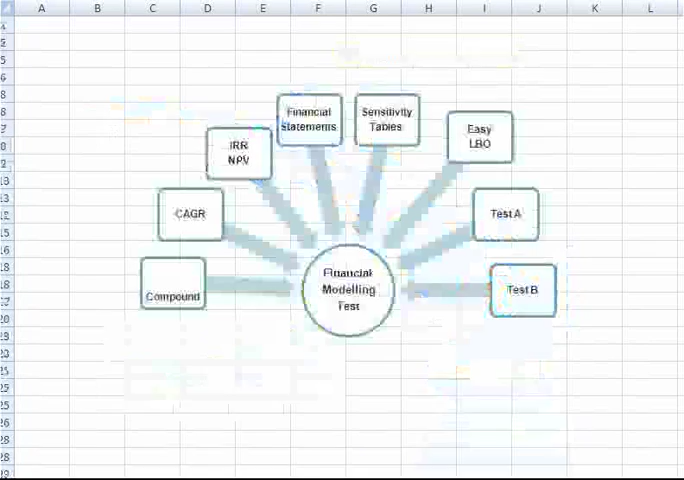 A B C D E F G H I J K L
Financial
Statements
Sensitivity
Tables
Easy
LBO
IRR
NPV
CAGR
Test A
Compound
Financial
Modelling
Test
Test B